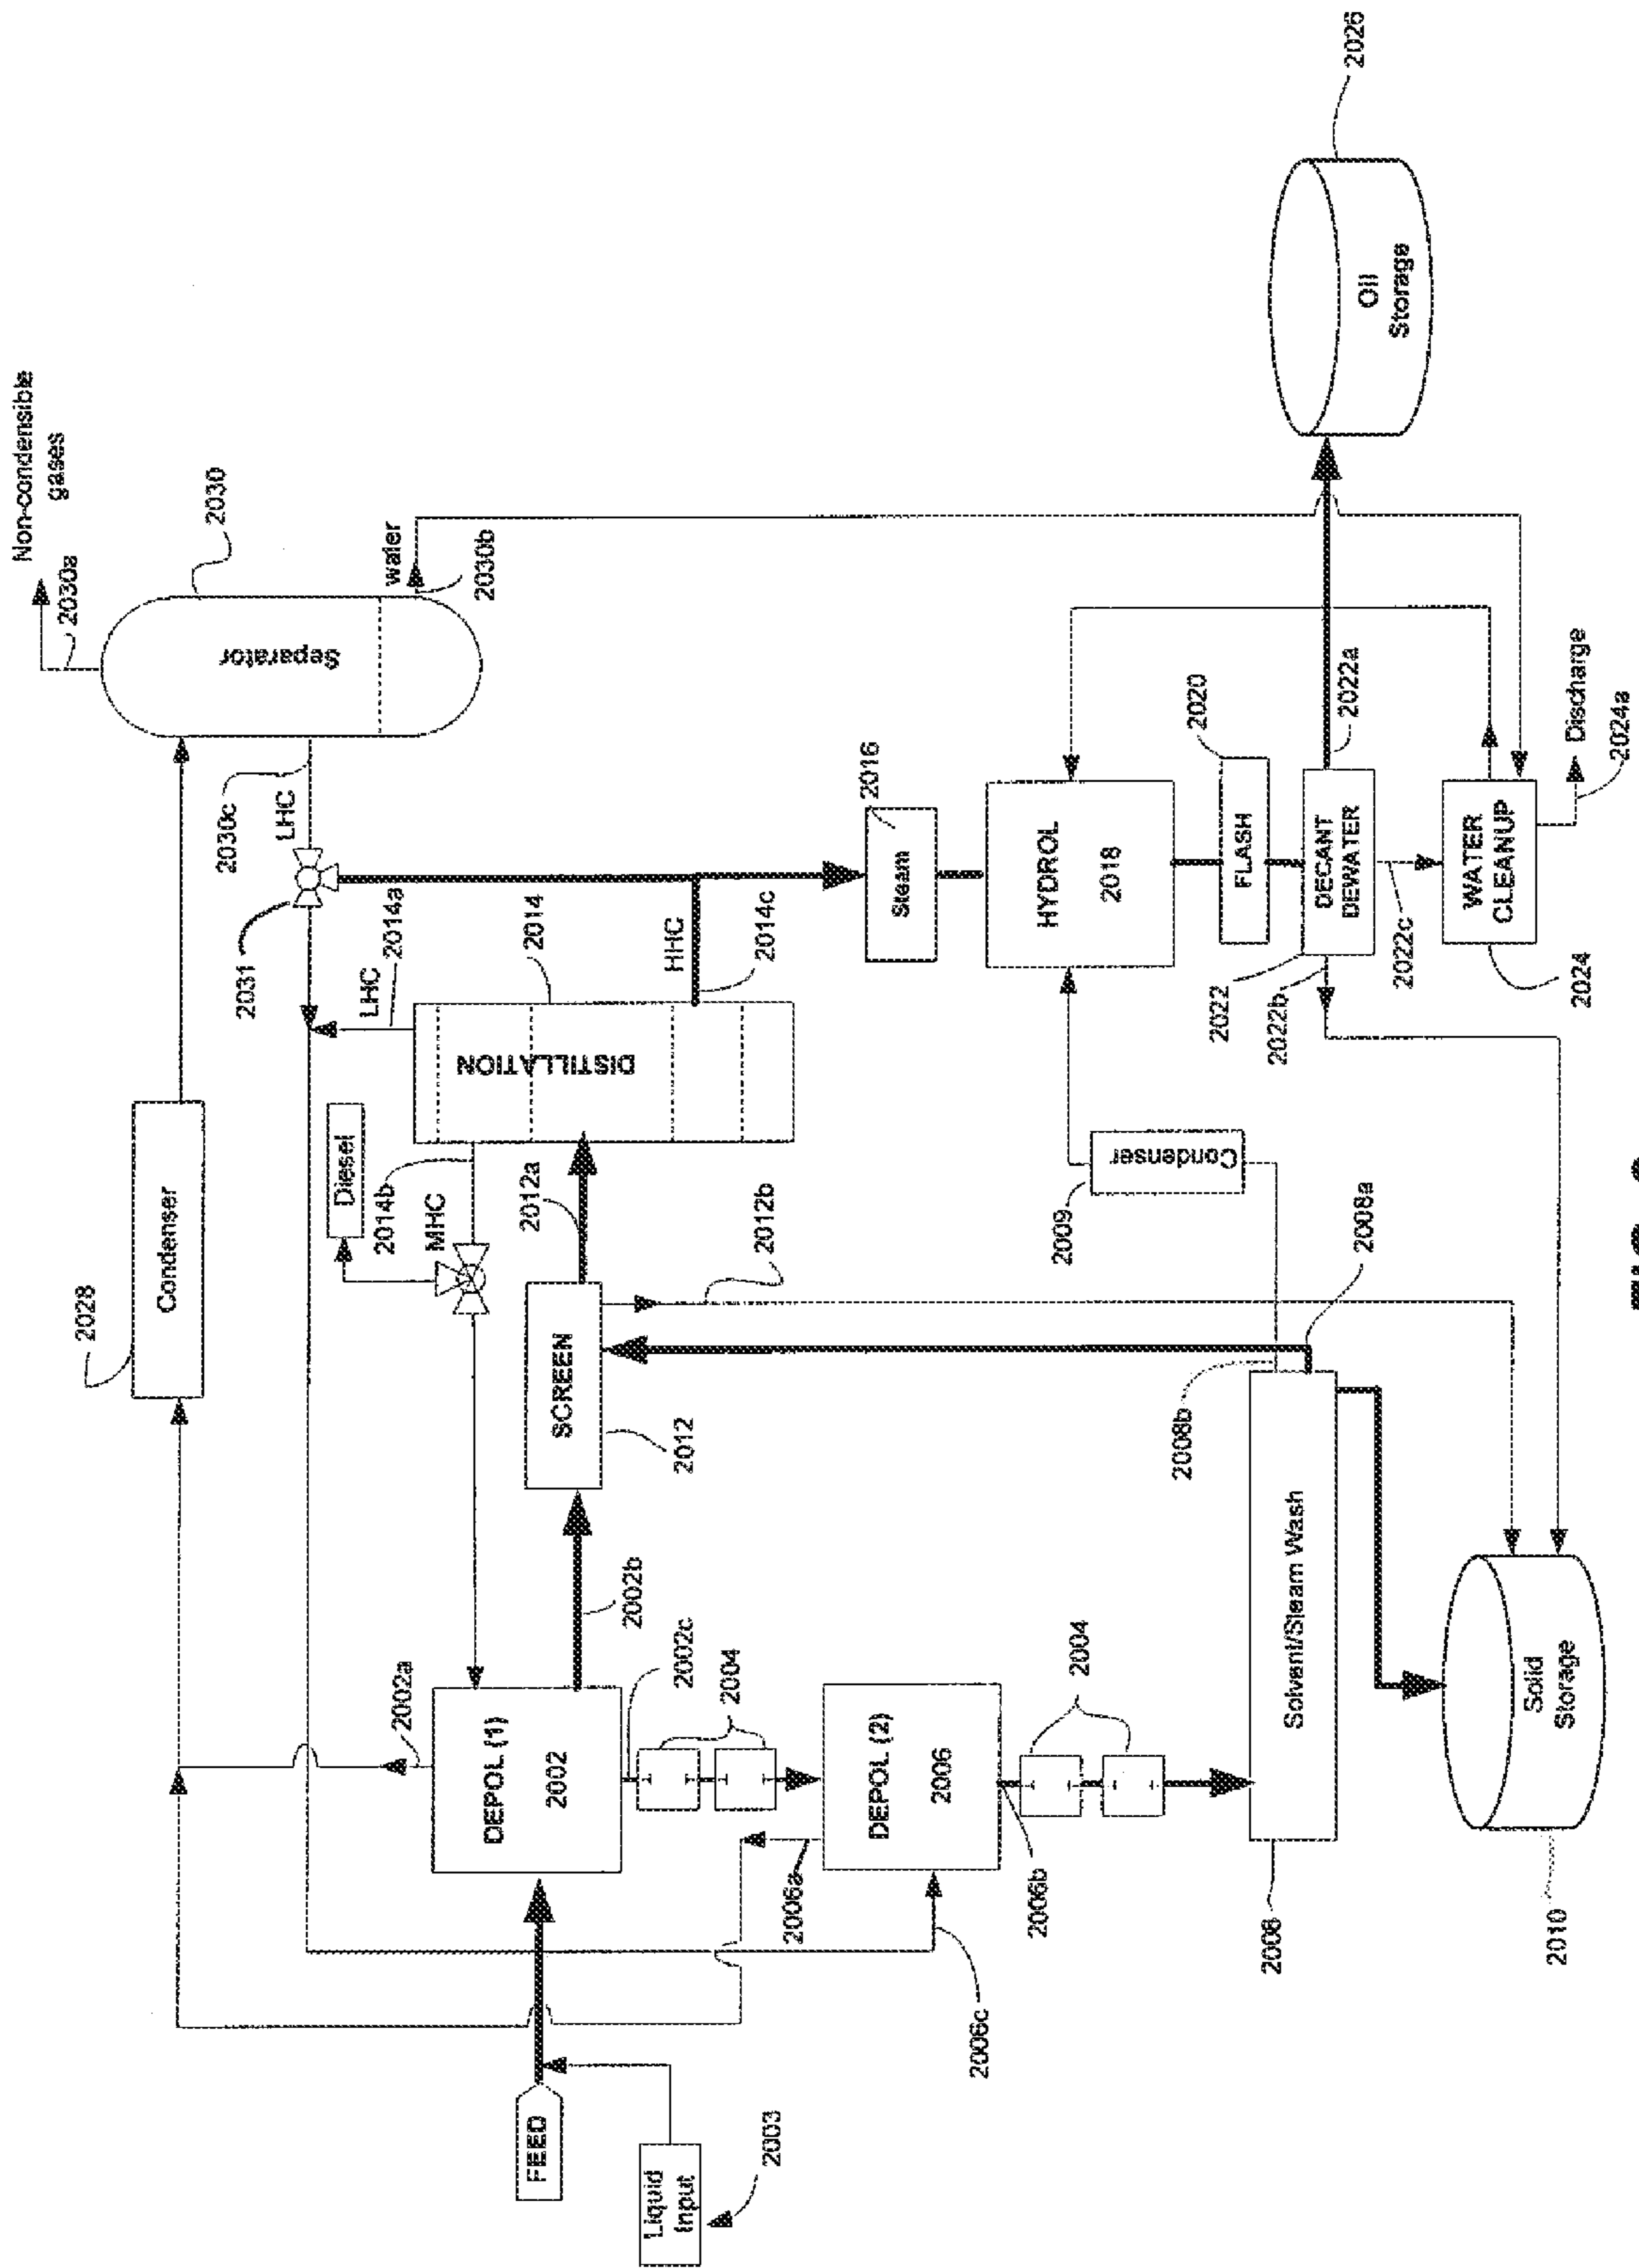 Non-condensible
gases
2030a
2030
Separator
water
2030b
2028
Condenser
2030c
LHC
2031
2014a
LHC
2014
DISTILLATION
HHC
2014c
Diesel
2014b
MHC
2012a
SCREEN
2012
2012b
2002a
DEPOL (1)
2002
2002b
2002c
2004
FEED
Liquid
Input
2003
2006a
DEPOL (2)
2006
2006b
2006c
2004
Solvent/Steam Wash
2008
2008a
2008b
Condenser
2009
Solid
Storage
2010
Steam
2016
HYDROL
2018
FLASH
2020
DECANT
DEWATER
2022
2022a
2022b
2022c
WATER
CLEANUP
2024
Discharge
2024a
Oil
Storage
2026